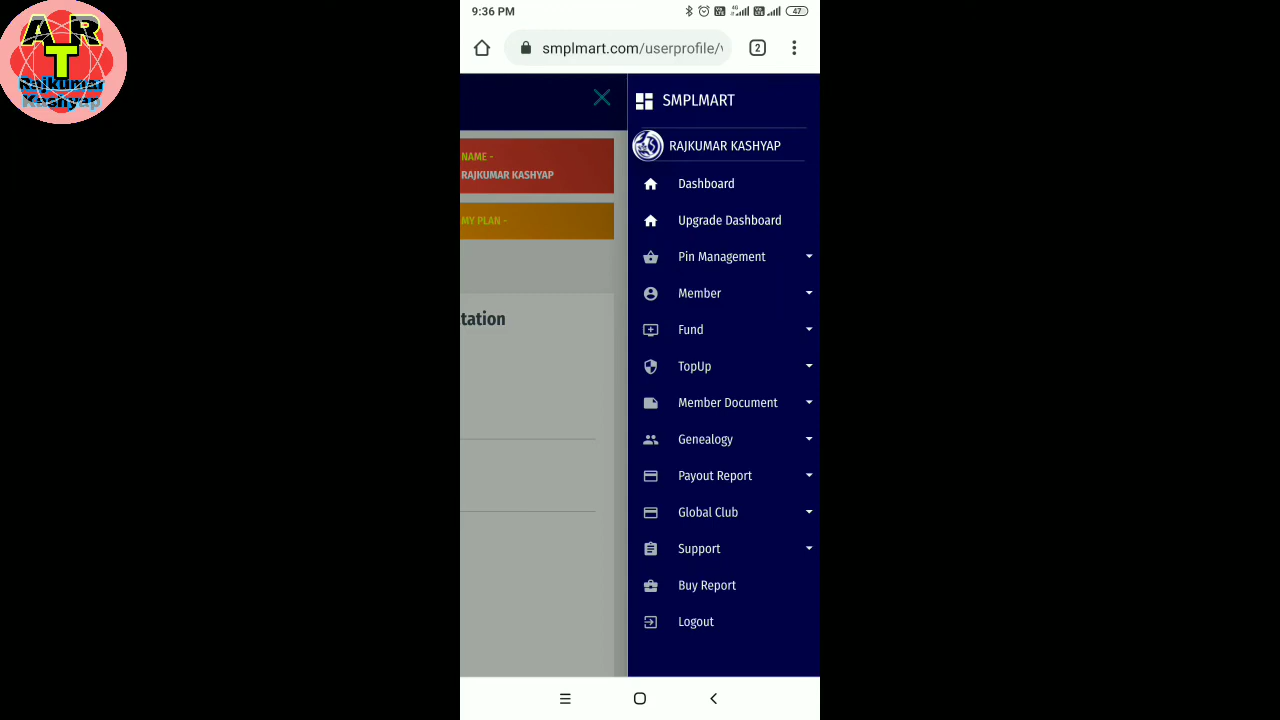 9:36 PM
4G
47
smplmart.com/userprofile/
2
A R
T
Rajkumar
Kashyap
SMPLMART
RAJKUMAR KASHYAP
NAME -
RAJKUMAR KASHYAP
MY PLAN -
tation
Dashboard
Upgrade Dashboard
Pin Management
Member
Fund
TopUp
Member Document
Genealogy
Payout Report
Global Club
Support
Buy Report
Logout